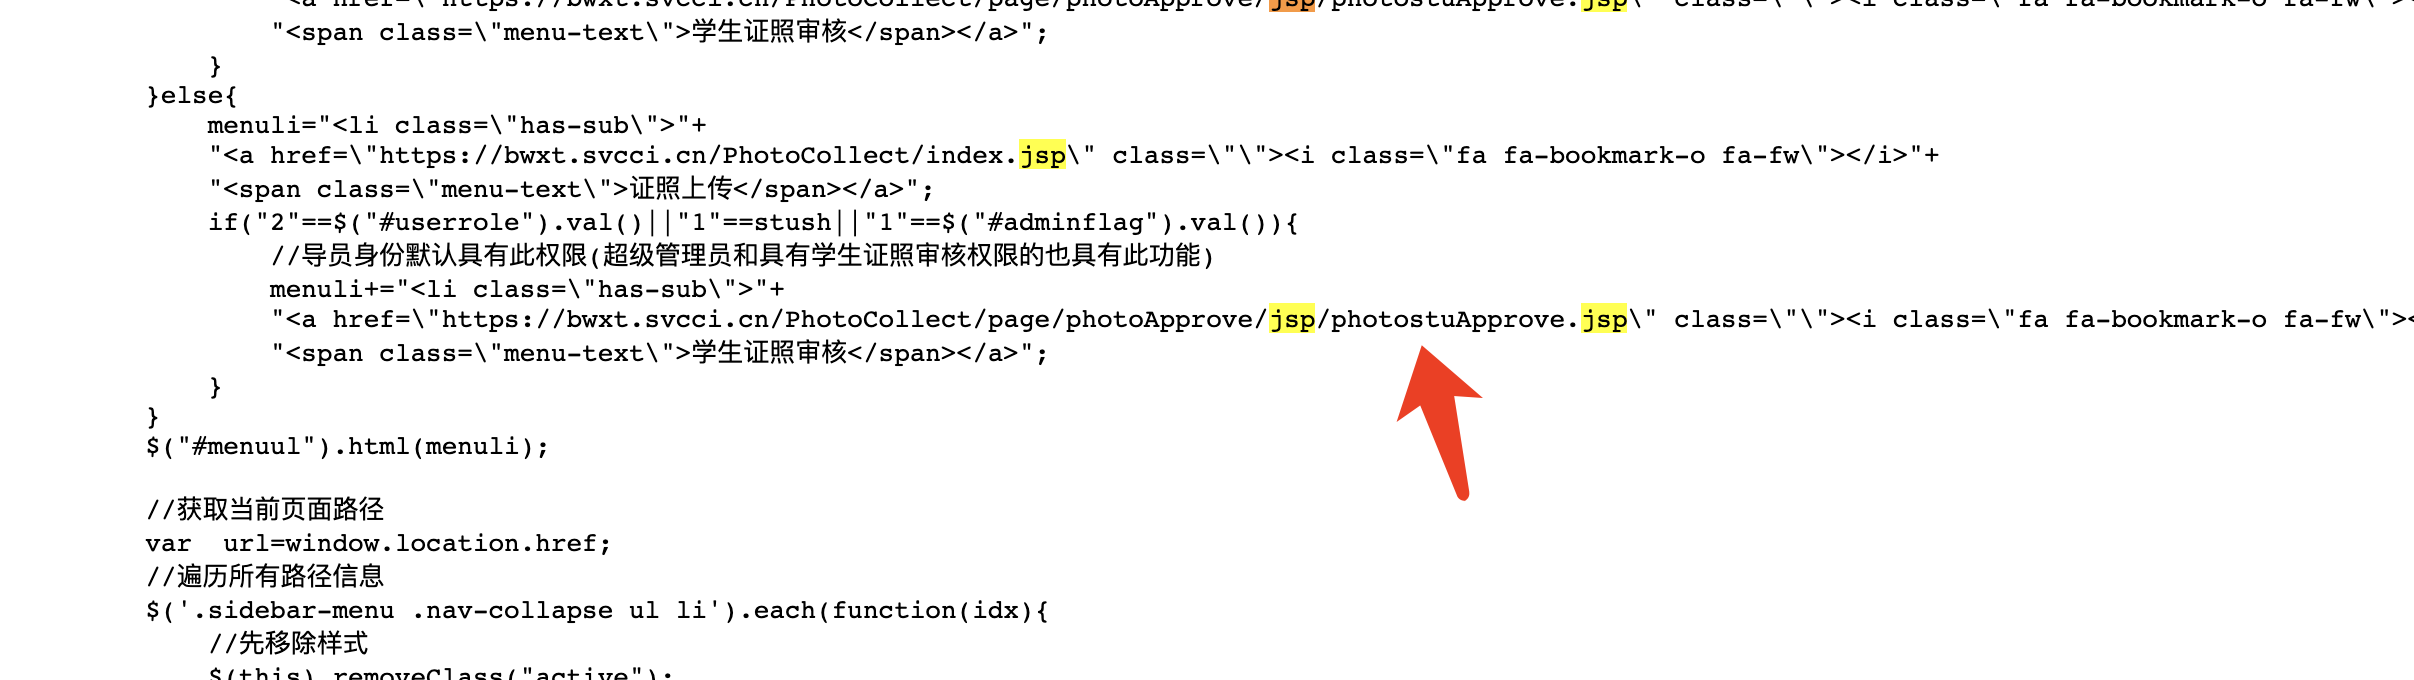 "<a href=\"https://bwxt.svcci.cn/PhotoCollect/page/photoApprove/jsp/photostuApprove.jsp\" class=\"\"><i class=\"fa fa-bookmark-o fa-fw\"><
"<span class=\"menu-text\">学生证照审核</span></a>";
}
}else{
menuli="<li class=\"has-sub\">"+
"<a href=\"https://bwxt.svcci.cn/PhotoCollect/index.jsp\" class=\"\"><i class=\"fa fa-bookmark-o fa-fw\"></i>"+
"<span class=\"menu-text\">证照上传</span></a>";
if("2"==$("#userrole").val()||"1"==stush||"1"==$("#adminflag").val()){
//导员身份默认具有此权限(超级管理员和具有学生证照审核权限的也具有此功能)
menuli+="<li class=\"has-sub\">"+
"<a href=\"https://bwxt.svcci.cn/PhotoCollect/page/photoApprove/jsp/photostuApprove.jsp\" class=\"\"><i class=\"fa fa-bookmark-o fa-fw\"><
"<span class=\"menu-text\">学生证照审核</span></a>";
}
}
$("#menuul").html(menuli);
//获取当前页面路径
var  url=window.location.href;
//遍历所有路径信息
$('.sidebar-menu .nav-collapse ul li').each(function(idx){
//先移除样式
$(this).removeClass("active");